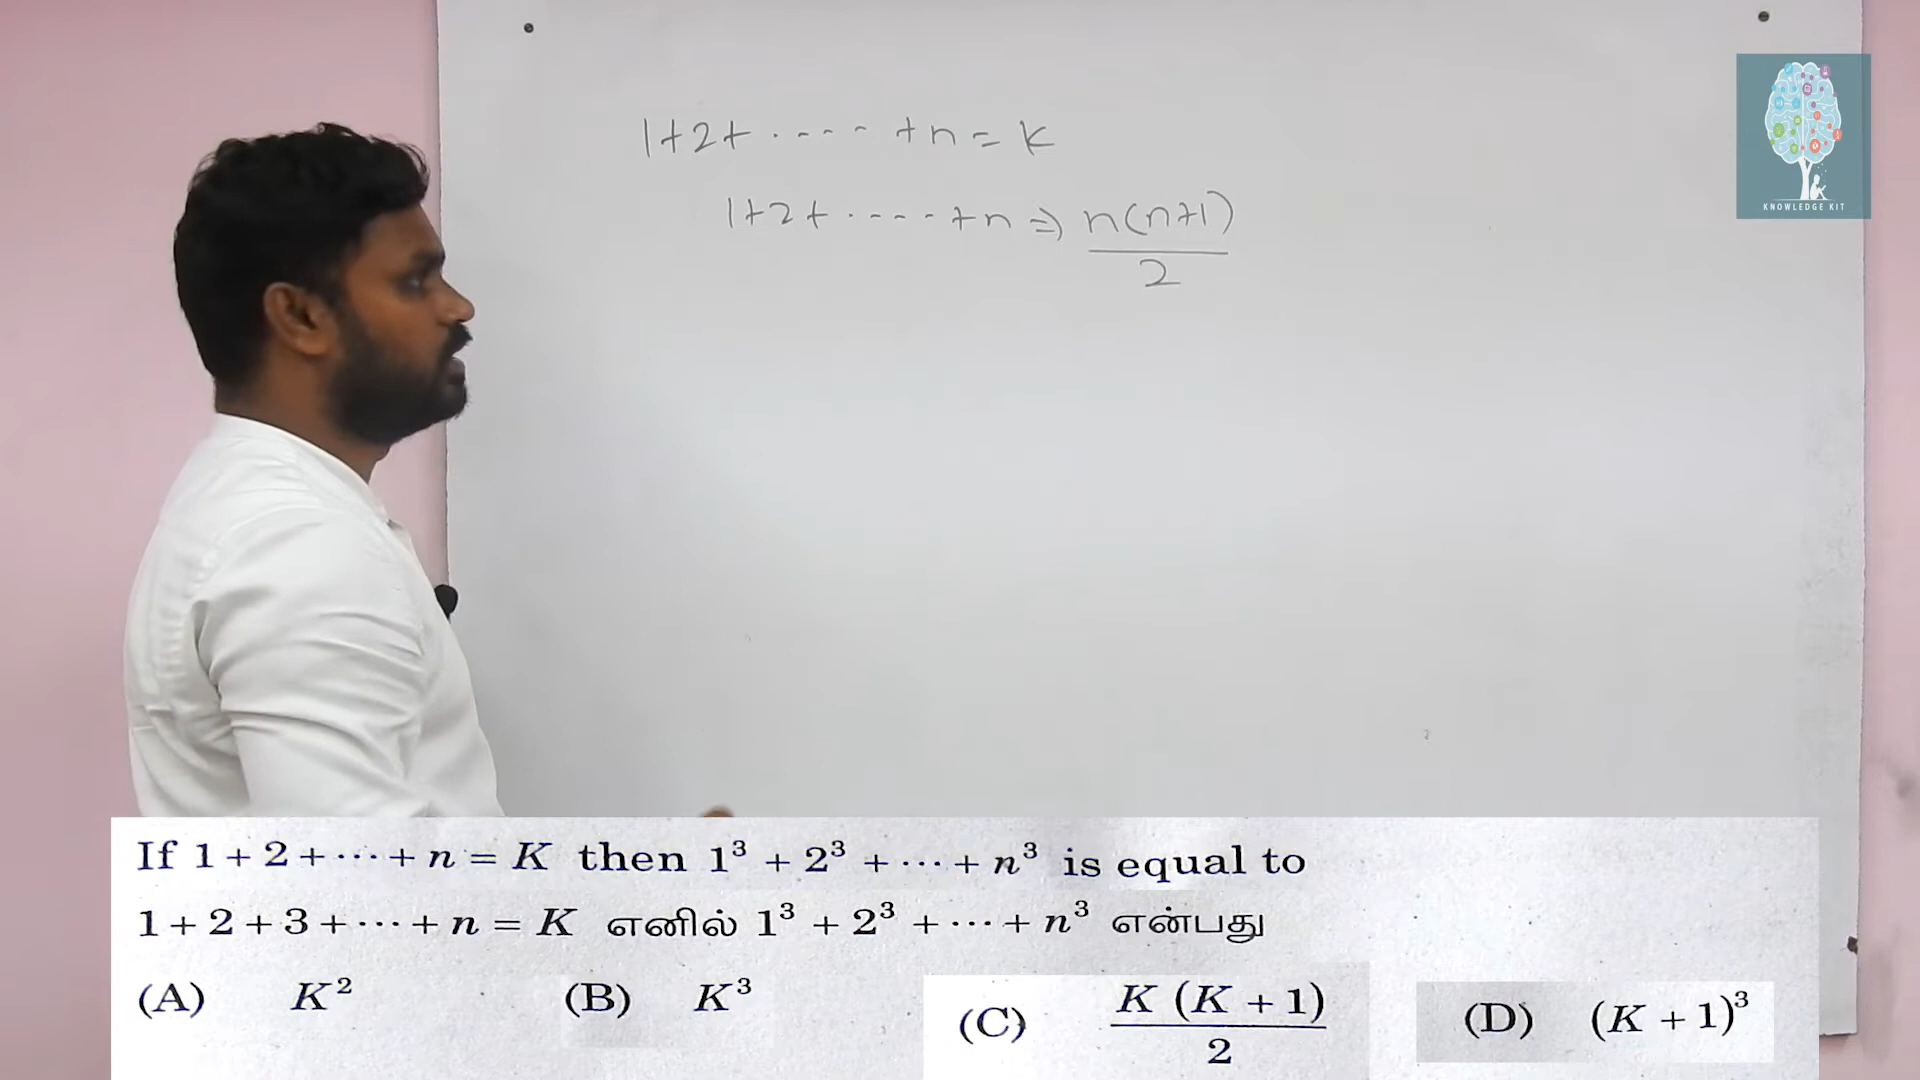 1+2+ ..... +n = k
1+2+ ..... +n ⇒ n(n+1)
2
KNOWLEDGE KIT
If 1 + 2 + ⋯ + n = K then 1³ + 2³ + ⋯ + n³ is equal to
1 + 2 + 3 + ⋯ + n = K எனில் 1³ + 2³ + ⋯ + n³ என்பது
(A) K² (B) K³ (C) K (K + 1) / 2 (D) (K + 1)³